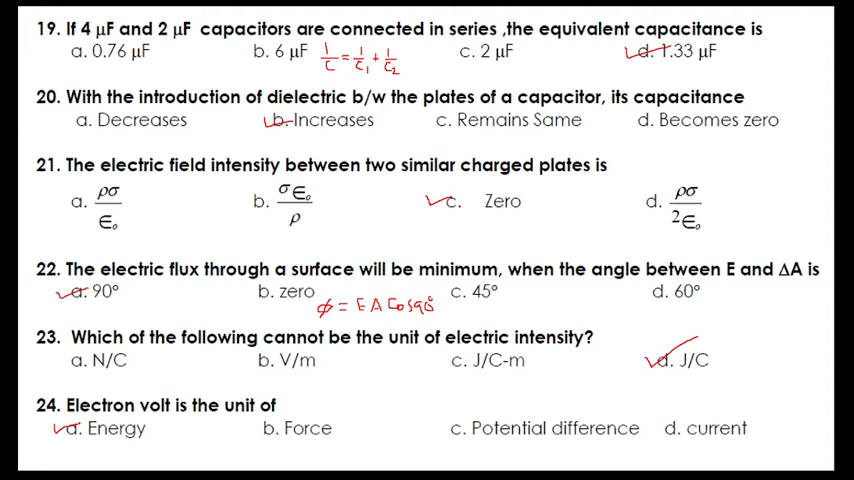 19. If 4 µF and 2 µF capacitors are connected in series ,the equivalent capacitance is
a. 0.76 µF b. 6 µF 1/C = 1/C₁ + 1/C₂ c. 2 µF d. 1.33 µF
20. With the introduction of dielectric b/w the plates of a capacitor, its capacitance
a. Decreases b. Increases c. Remains Same d. Becomes zero
21. The electric field intensity between two similar charged plates is
a. ρσ/∈₀ b. σ∈₀/ρ c. Zero d. ρσ/2∈₀
22. The electric flux through a surface will be minimum, when the angle between E and ΔA is
a. 90° b. zero c. 45° d. 60°
ϕ = EA Cos90°
23. Which of the following cannot be the unit of electric intensity?
a. N/C b. V/m c. J/C-m d. J/C
24. Electron volt is the unit of
a. Energy b. Force c. Potential difference d. current